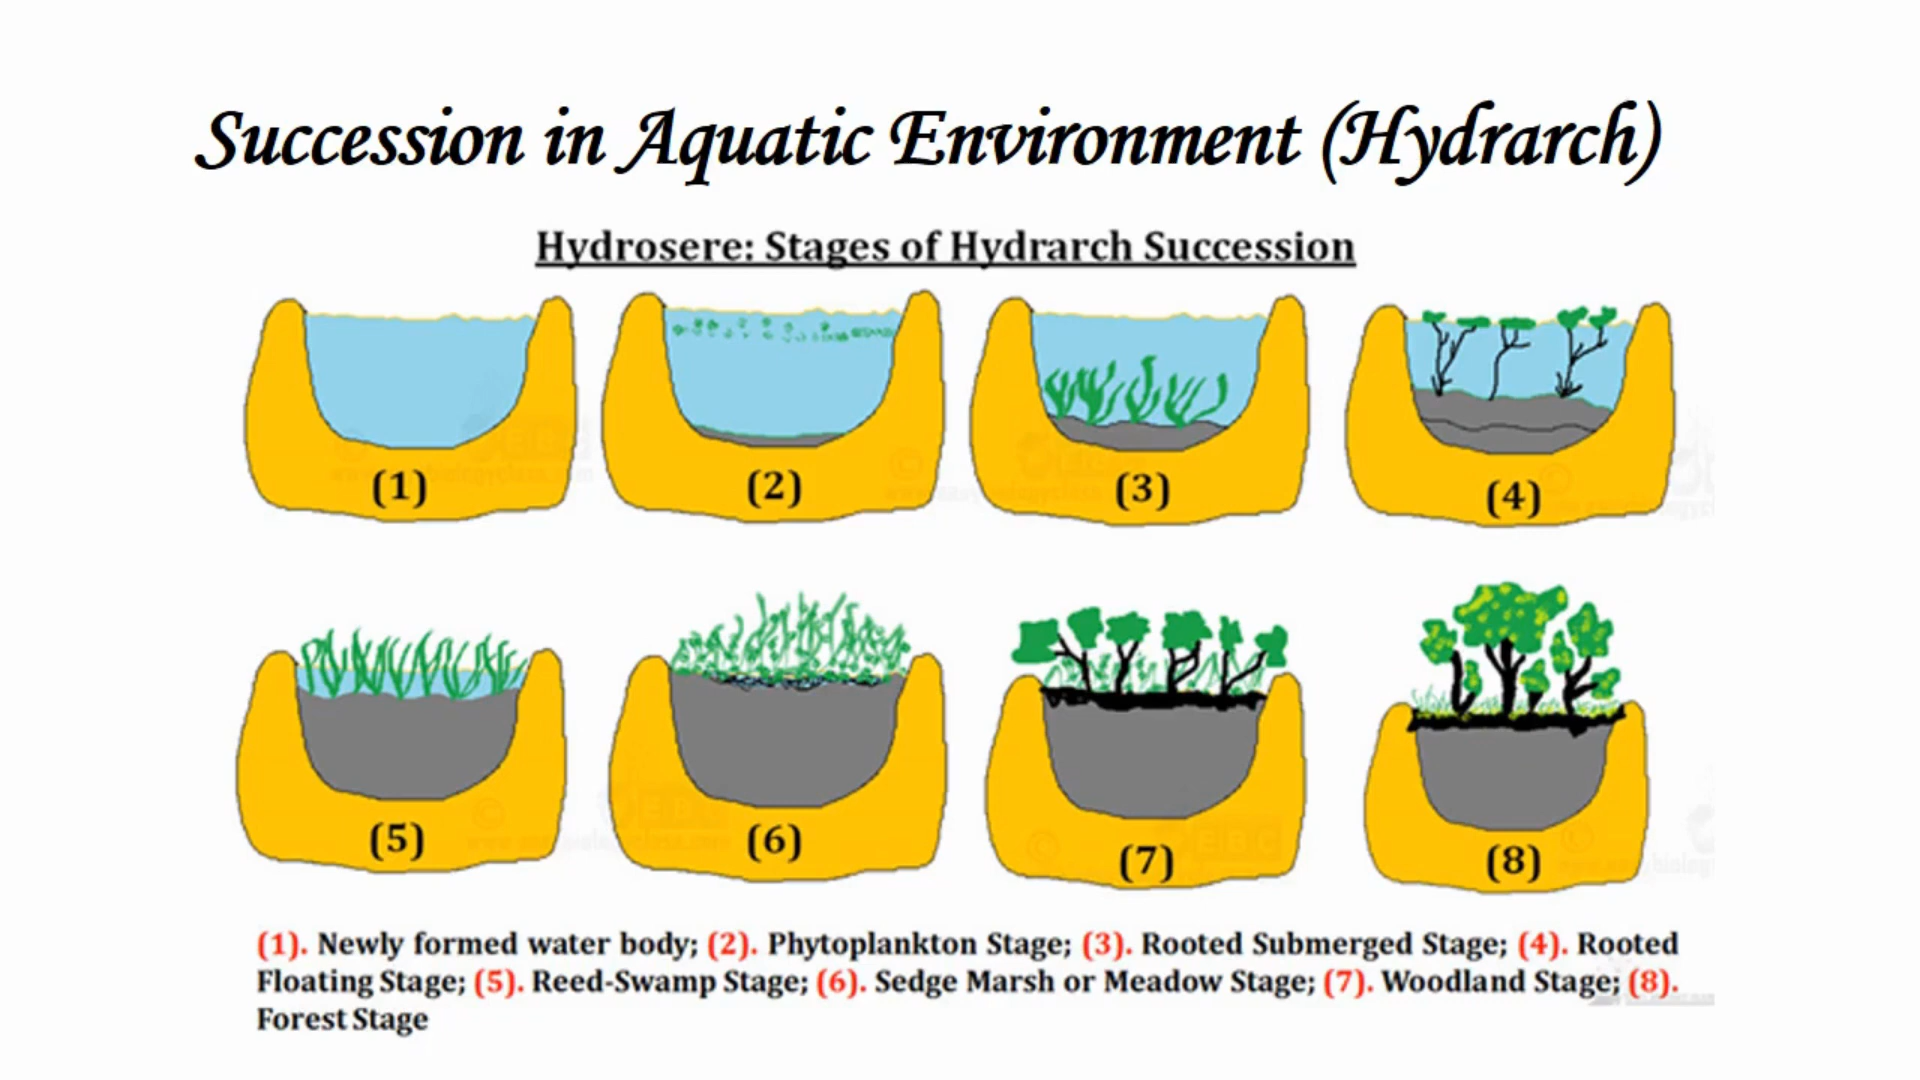 Succession in Aquatic Environment (Hydrarch)
Hydrosere: Stages of Hydrarch Succession
(1)
(2)
(3)
(4)
(5)
(6)
(7)
(8)
(1). Newly formed water body; (2). Phytoplankton Stage; (3). Rooted Submerged Stage; (4). Rooted
Floating Stage; (5). Reed-Swamp Stage; (6). Sedge Marsh or Meadow Stage; (7). Woodland Stage; (8).
Forest Stage